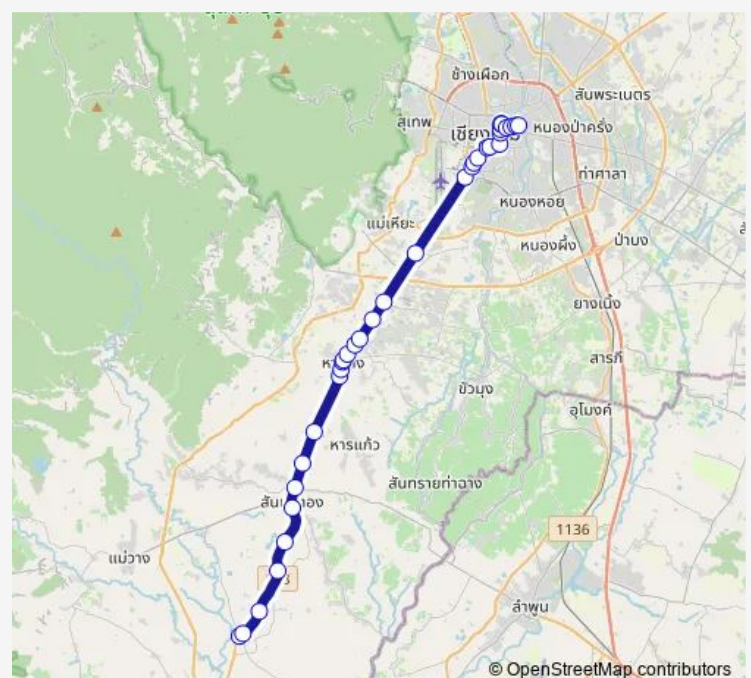 ช้างเผือก
สันพระเนตร
สุเทพ
หนองป่าครั่ง
ท่าศาลา
หนองหอย
แม่เหียะ
หนองผึ้ง
ป่าบง
ยางเนิ้ง
สารภี
ขัวมุง
อุโมงค์
หารแก้ว
สันทรายท่าฉาง
1136
แม่วาง
ลำพูน
© OpenStreetMap contributors